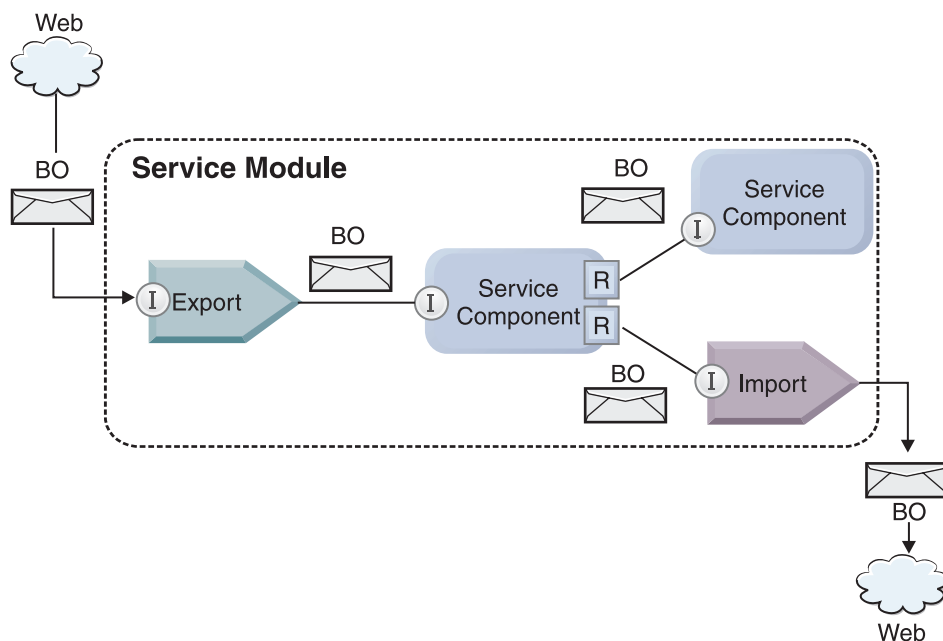 Web
BO
Service Module
BO
Service
Component
I
BO
I
Export
I
Service
Component
R
R
BO
I
Import
BO
Web